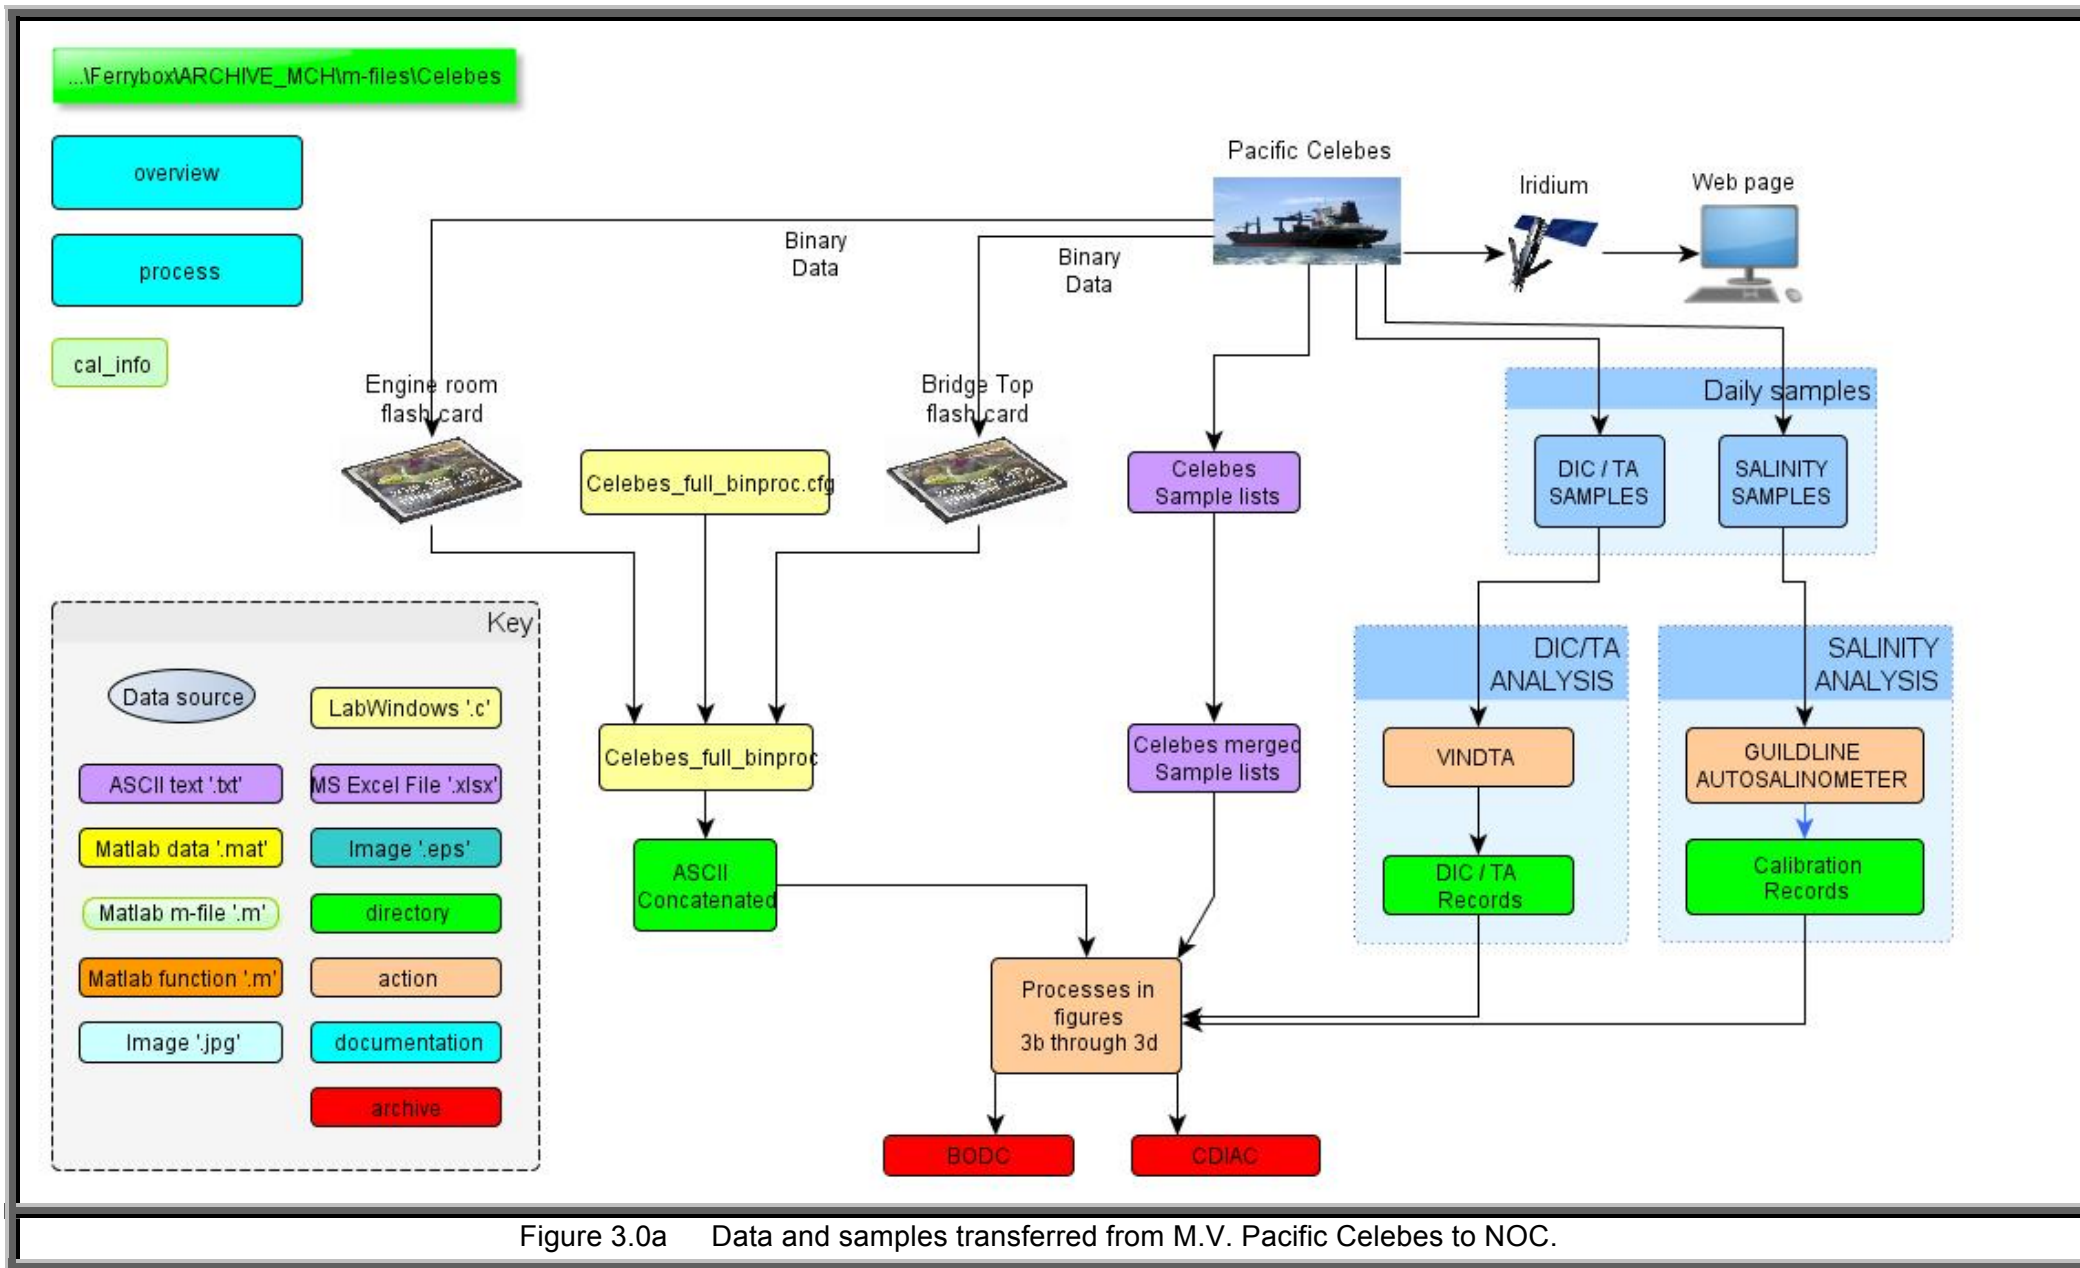 ...\Ferrybox\ARCHIVE_MCH\m-files\Celebes
overview
process
cal_info
Pacific Celebes
Iridium
Web page
Binary
Data
Binary
Data
Engine room
flash card
Bridge Top
flash card
Celebes_full_binproc.cfg
Celebes
Sample lists
Daily samples
DIC / TA
SAMPLES
SALINITY
SAMPLES
Key
Data source
LabWindows '.c'
ASCII text '.txt'
MS Excel File '.xlsx'
Matlab data '.mat'
Image '.eps'
Matlab m-file '.m'
directory
Matlab function '.m'
action
Image '.jpg'
documentation
archive
Celebes_full_binproc
Celebes merged
Sample lists
DIC/TA
ANALYSIS
SALINITY
ANALYSIS
VINDTA
GUILDLINE
AUTOSALINOMETER
ASCII
Concatenated
DIC / TA
Records
Calibration
Records
Processes in
figures
3b through 3d
BODC
CDIAC
Figure 3.0a Data and samples transferred from M.V. Pacific Celebes to NOC.